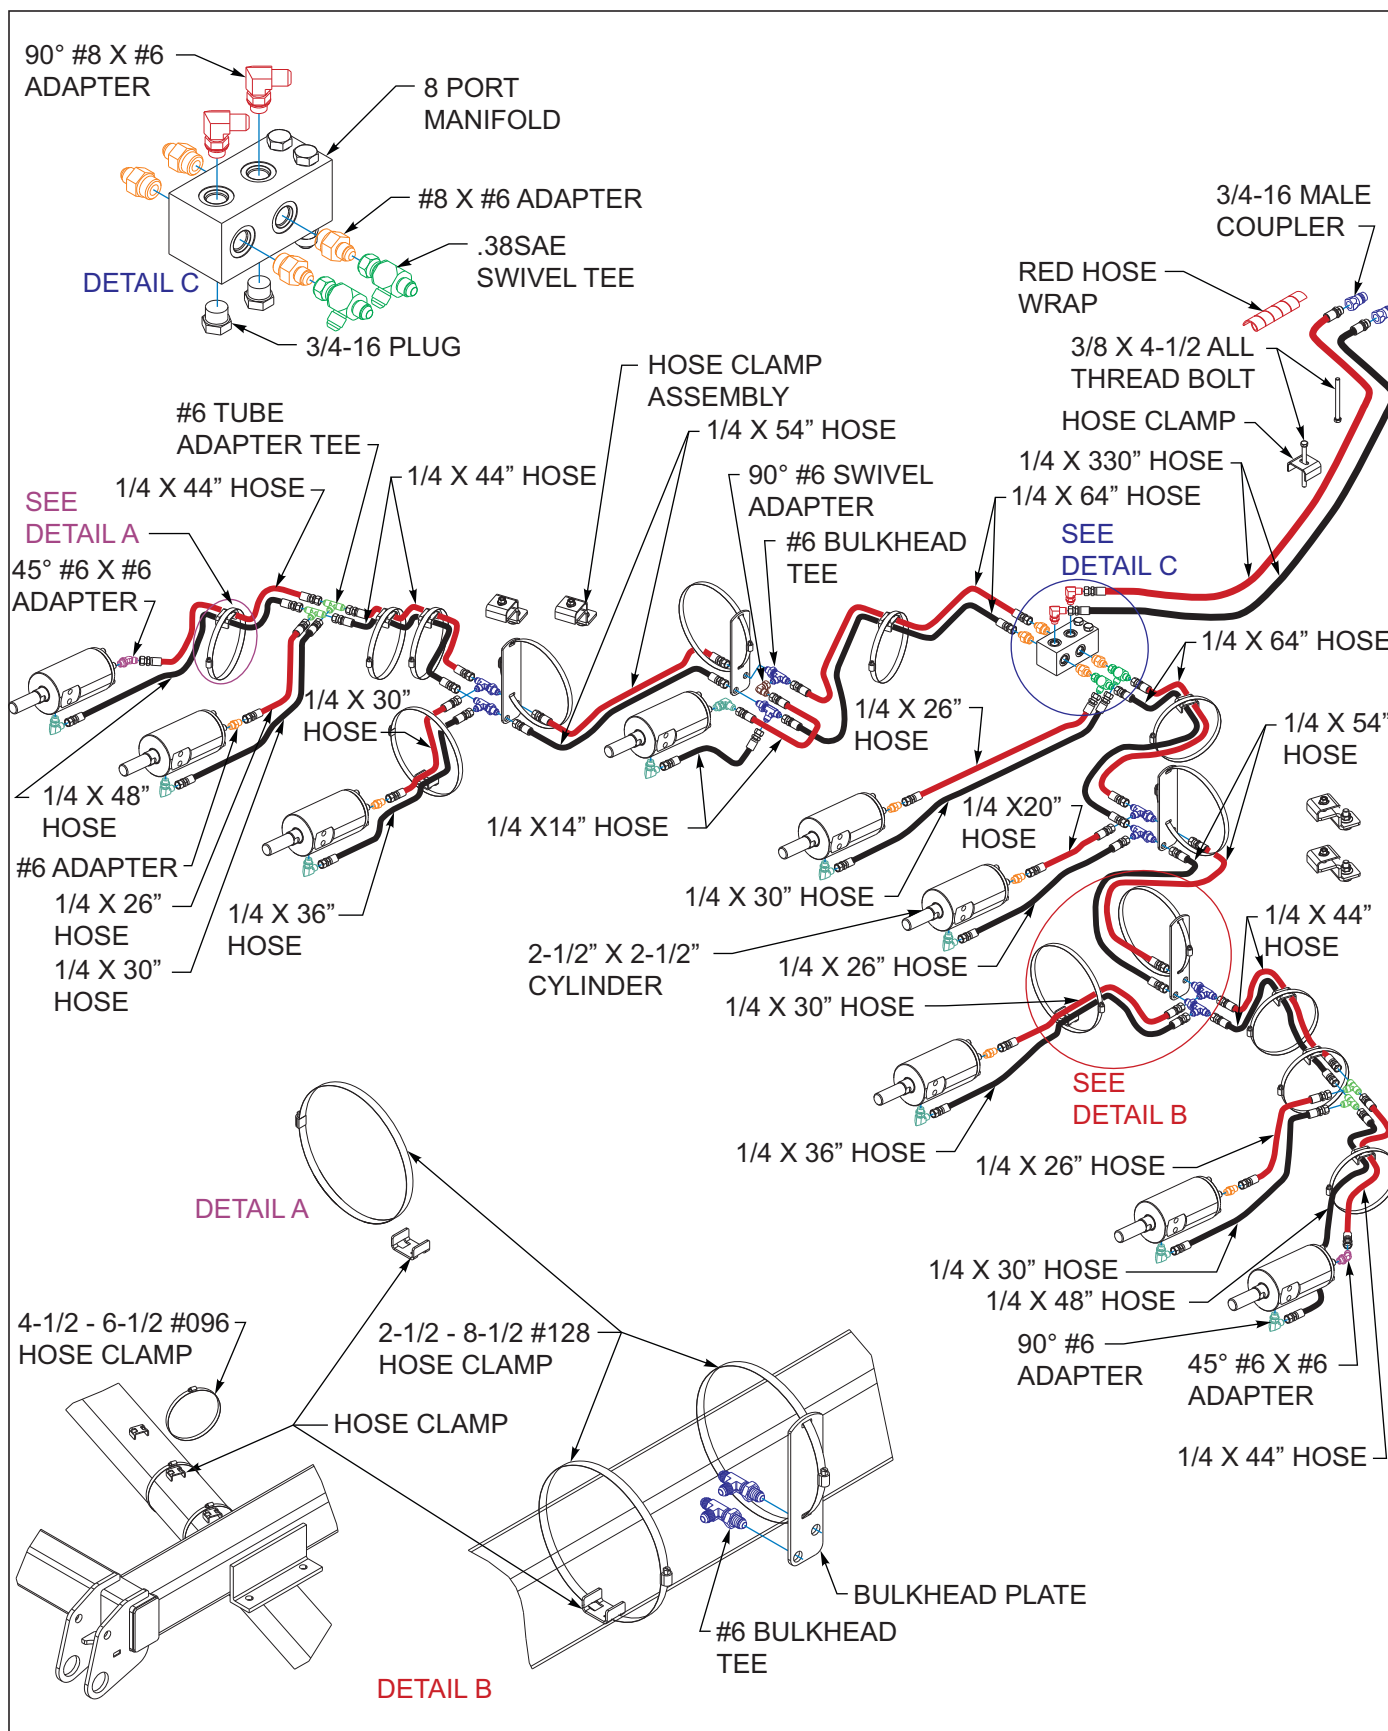 90° #8 X #6
ADAPTER
8 PORT
MANIFOLD
#8 X #6 ADAPTER
.38SAE
SWIVEL TEE
DETAIL C
3/4-16 PLUG
3/4-16 MALE
COUPLER
RED HOSE
WRAP
3/8 X 4-1/2 ALL
THREAD BOLT
HOSE CLAMP
1/4 X 330” HOSE
1/4 X 64” HOSE
HOSE CLAMP
ASSEMBLY
1/4 X 54” HOSE
#6 TUBE
ADAPTER TEE
1/4 X 44” HOSE
1/4 X 44” HOSE
90° #6 SWIVEL
ADAPTER
#6 BULKHEAD
TEE
SEE
DETAIL A
SEE
DETAIL C
45° #6 X #6
ADAPTER
1/4 X 64” HOSE
1/4 X 30”
HOSE
1/4 X 26”
HOSE
1/4 X 54”
HOSE
1/4 X 48”
HOSE
1/4 X14” HOSE
1/4 X20”
HOSE
#6 ADAPTER
1/4 X 26”
HOSE
1/4 X 36”
HOSE
1/4 X 30”
HOSE
1/4 X 30” HOSE
2-1/2” X 2-1/2”
CYLINDER
1/4 X 26” HOSE
1/4 X 30” HOSE
1/4 X 44”
HOSE
SEE
DETAIL B
1/4 X 36” HOSE
1/4 X 26” HOSE
DETAIL A
1/4 X 30” HOSE
1/4 X 48” HOSE
90° #6
ADAPTER
45° #6 X #6
ADAPTER
1/4 X 44” HOSE
4-1/2 - 6-1/2 #096
HOSE CLAMP
2-1/2 - 8-1/2 #128
HOSE CLAMP
HOSE CLAMP
BULKHEAD PLATE
#6 BULKHEAD
TEE
DETAIL B